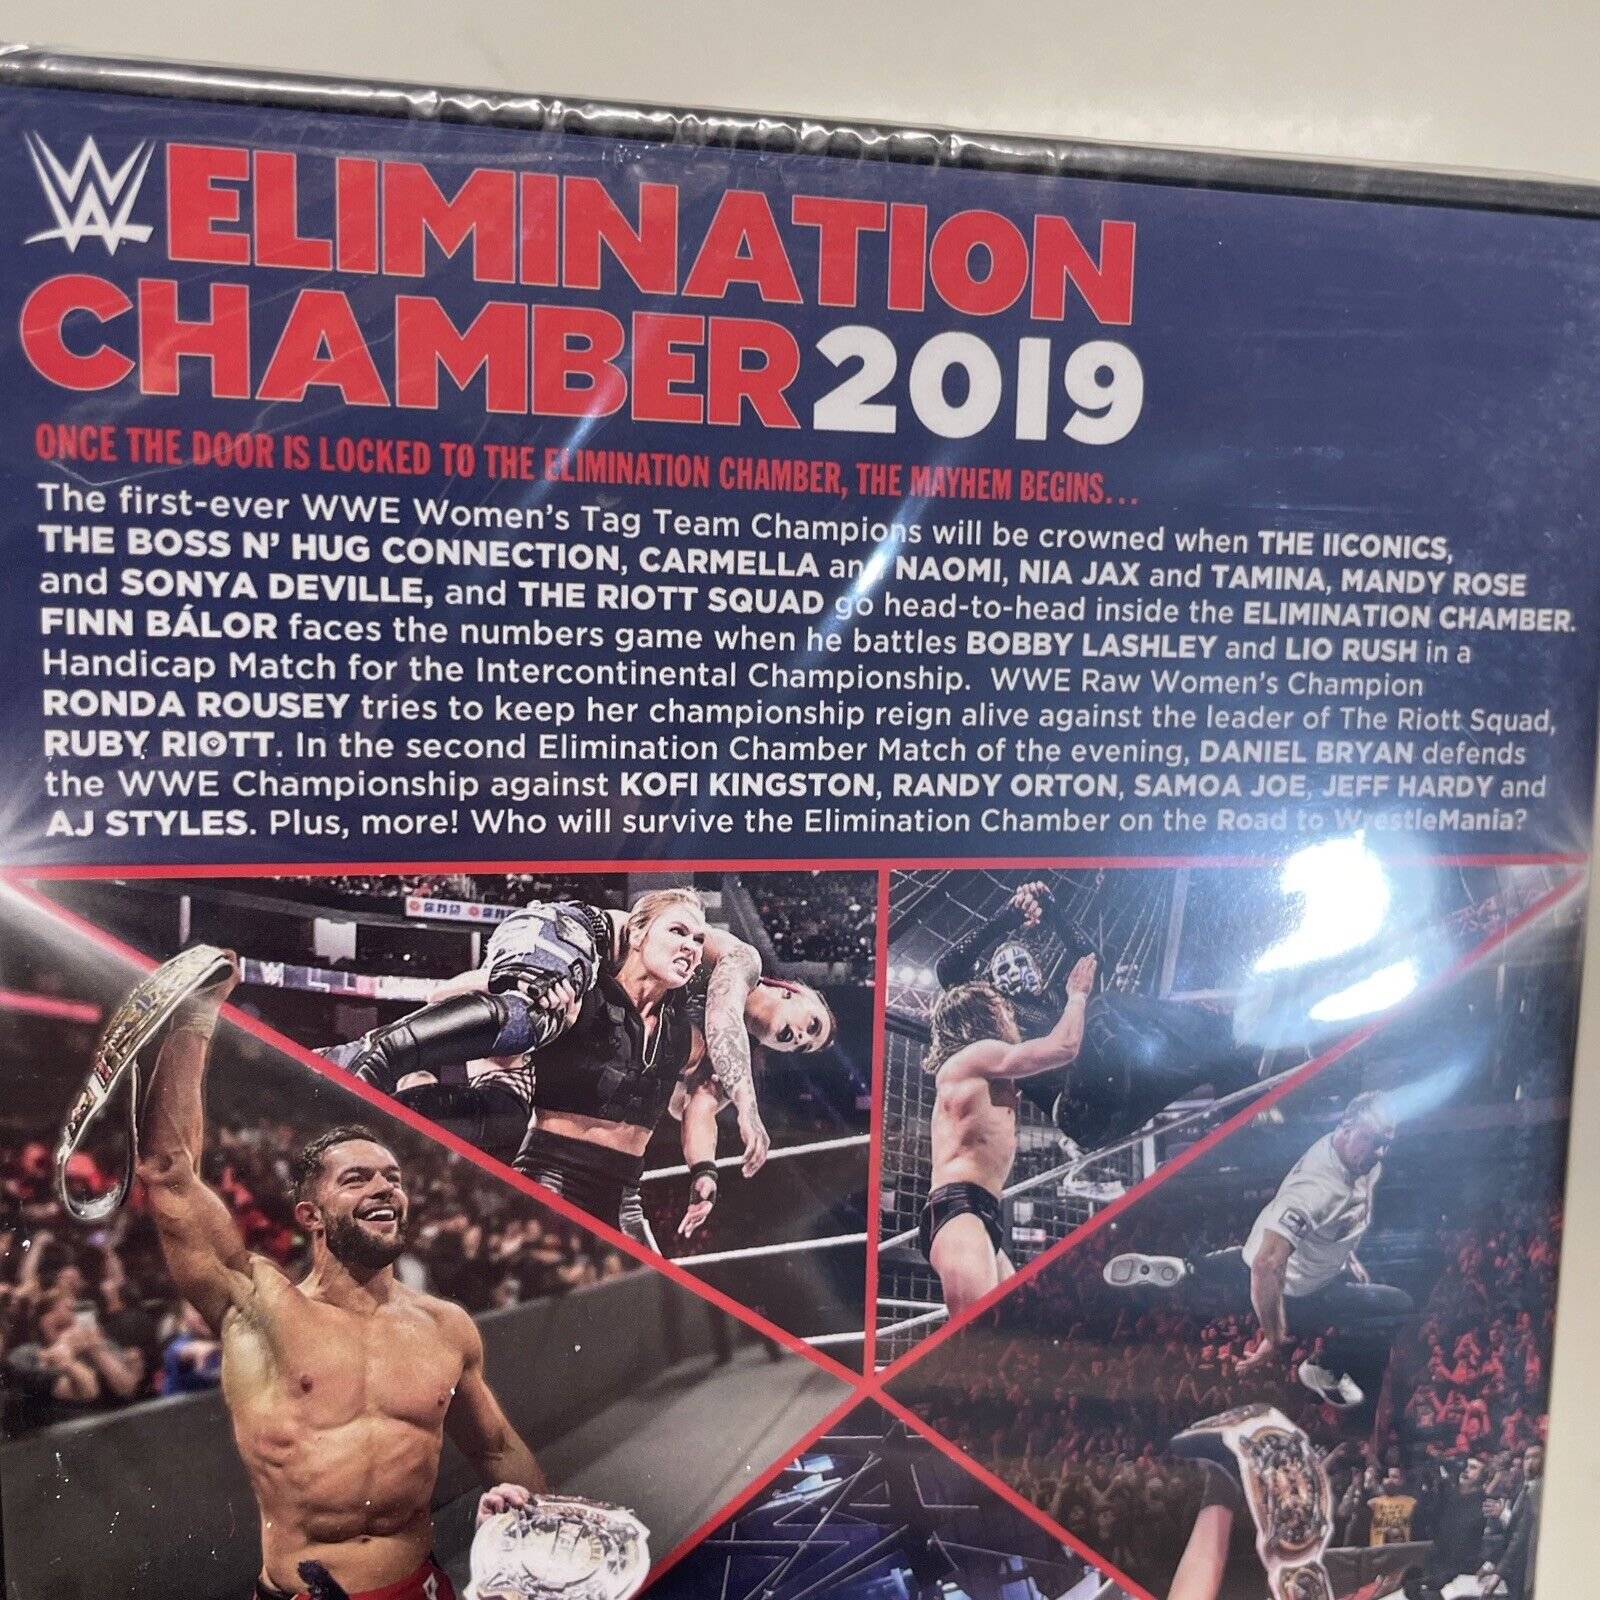 W
ELIMINATION
CHAMBER 2019
ONCE THE DOOR IS LOCKED TO THE ELIMINATION CHAMBER, THE MAYHEM BEGINS...
The first-ever WWE Women's Tag Team Champions will be crowned when THE IICONICS,
THE BOSS N' HUG CONNECTION, CARMELLA and NAOMI, NIA JAX and TAMINA, MANDY ROSE
and SONYA DEVILLE, and THE RIOTT SQUAD go head-to-head inside the ELIMINATION CHAMBER.
FINN BÁLOR faces the numbers game when he battles BOBBY LASHLEY and LIO RUSH in a
Handicap Match for the Intercontinental Championship. WWE Raw Women's Champion
RONDA ROUSEY tries to keep her championship reign alive against the leader of The Riott Squad,
RUBY RIOTT. In the second Elimination Chamber Match of the evening, DANIEL BRYAN defends
the WWE Championship against KOFI KINGSTON, RANDY ORTON, SAMOA JOE, JEFF HARDY and
AJ STYLES. Plus, more! Who will survive the Elimination Chamber on the Road to WrestleMania?